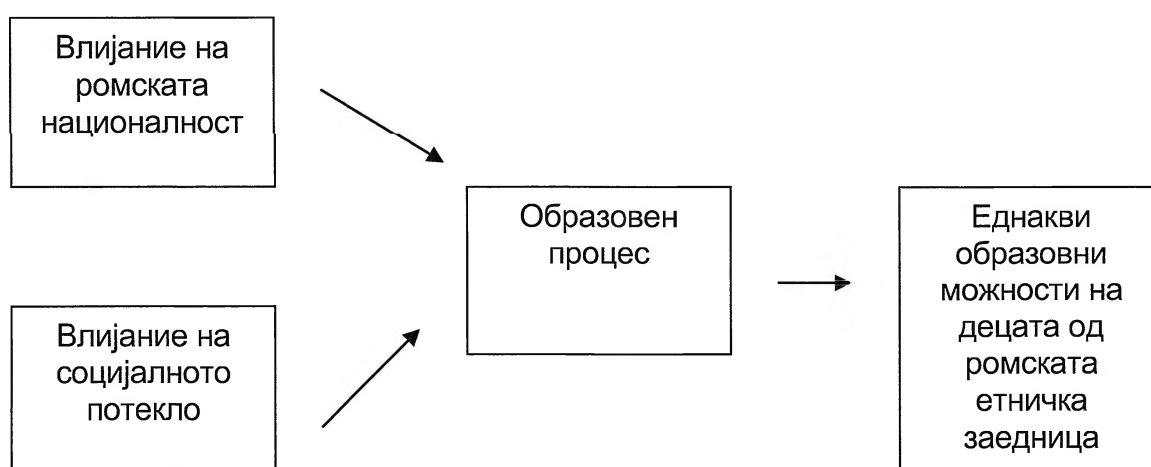 Влијание на
ромската
националност
Влијание на
социјалното
потекло
Образовен
процес
Еднакви
образовни
можности на
децата од
ромската
етничка
заедница